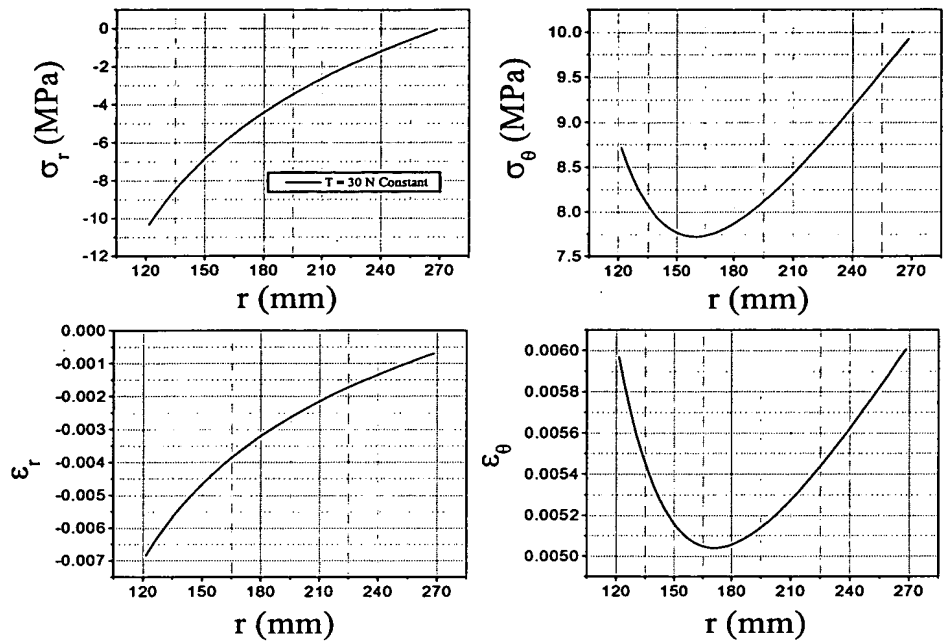 σr (MPa)
0
-2
-4
-6
-8
-10
-12
T = 30 N Constant
120 150 180 210 240 270
r (mm)
σθ (MPa)
10.0
9.5
9.0
8.5
8.0
7.5
120 150 180 210 240 270
r (mm)
εr
0.000
-0.001
-0.002
-0.003
-0.004
-0.005
-0.006
-0.007
120 150 180 210 240 270
r (mm)
εθ
0.0060
0.0058
0.0056
0.0054
0.0052
0.0050
120 150 180 210 240 270
r (mm)